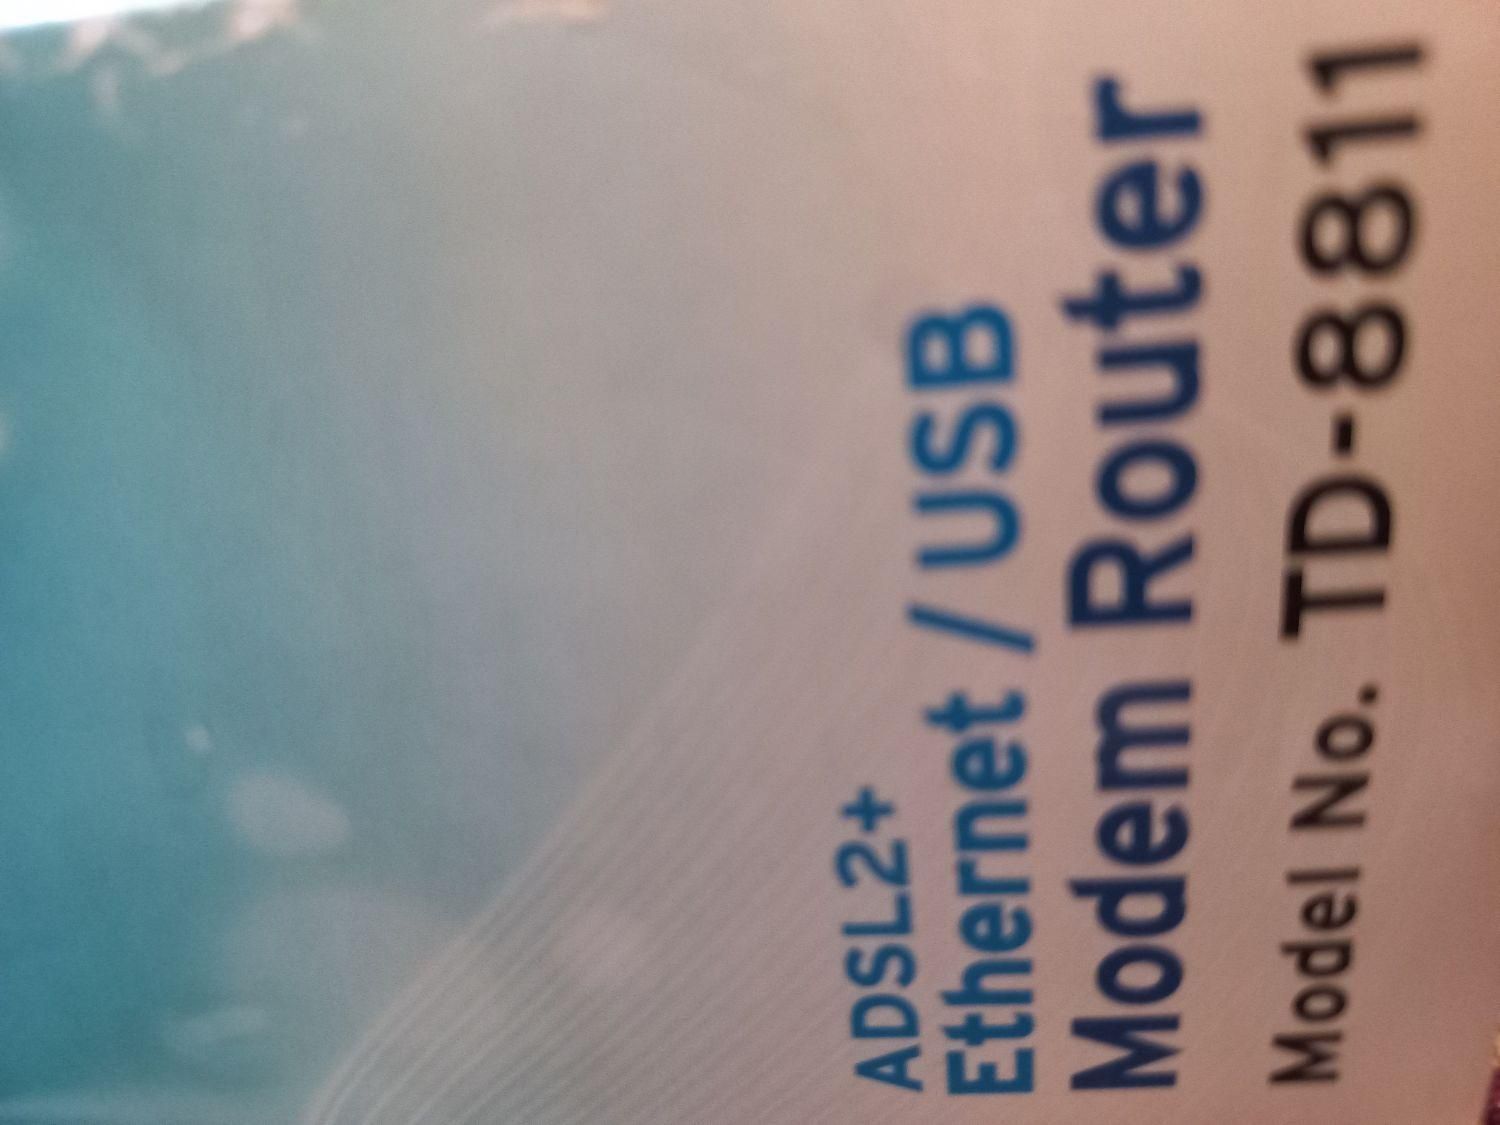 ADSL2+
Ethernet / USB
Modem Router
Model No. TD-8811